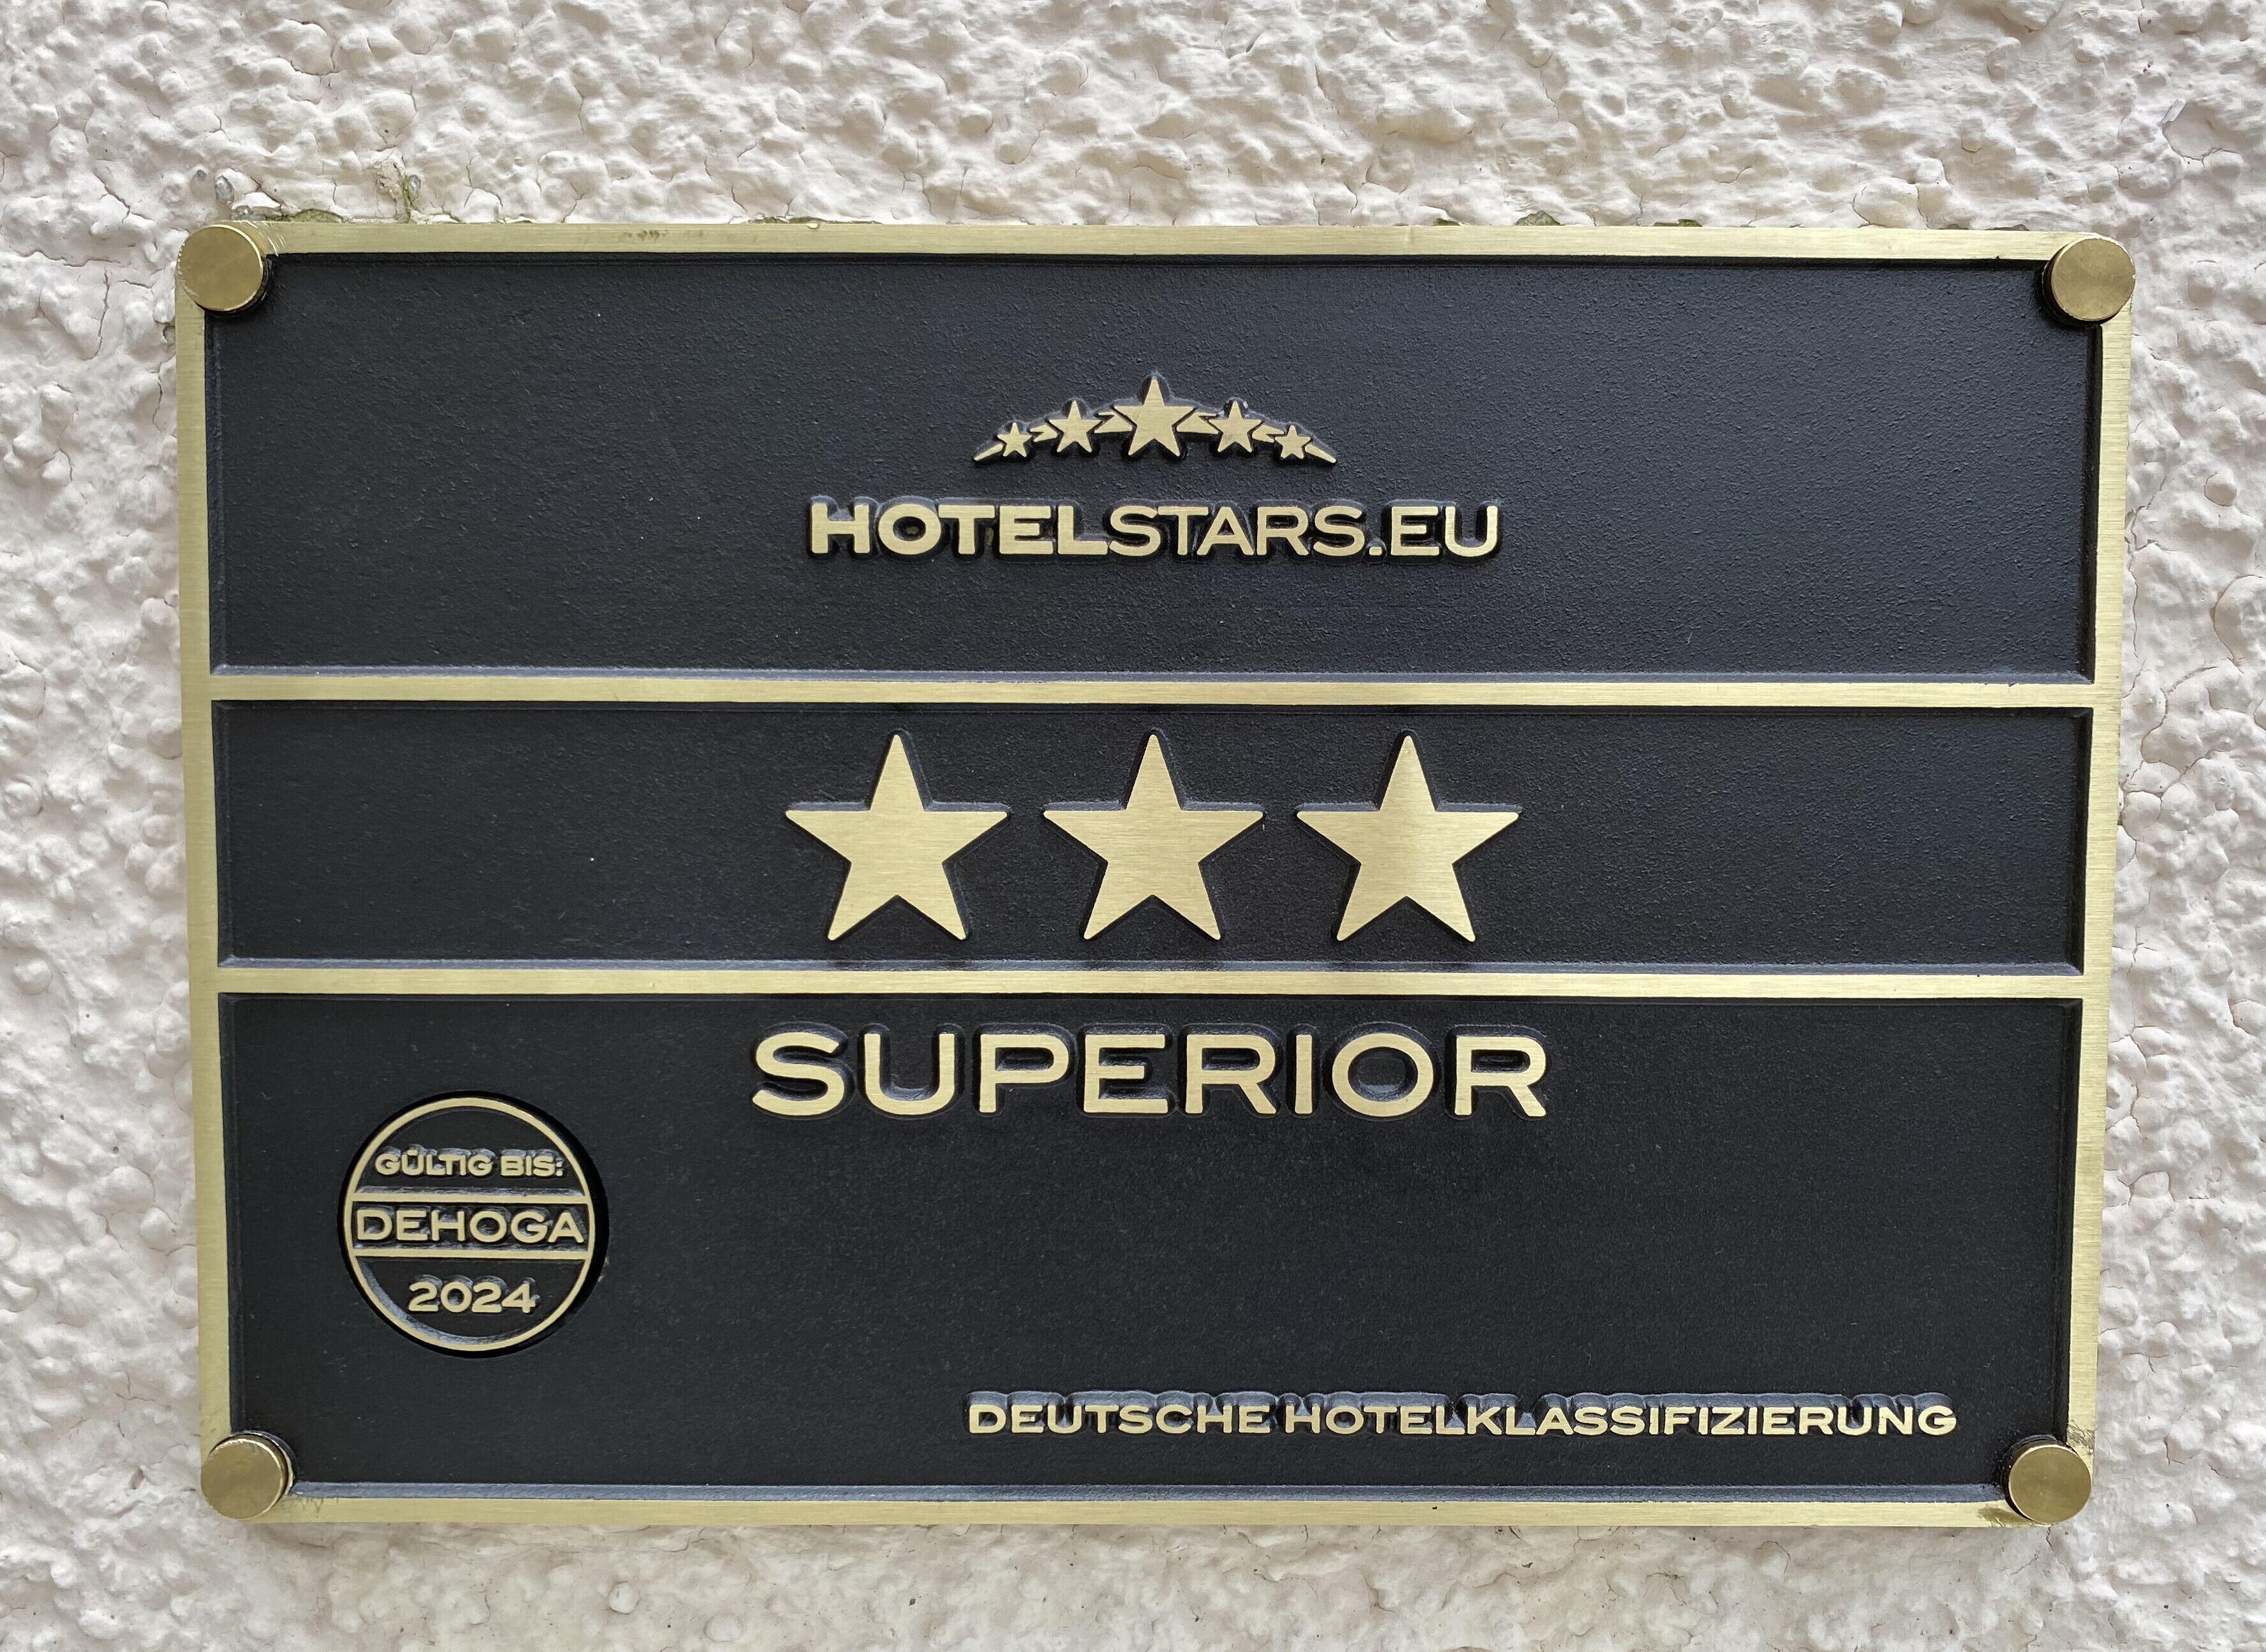 HOTELSTARS.EU
SUPERIOR
GÜLTIG BIS:
DEHOGA
2024
DEUTSCHE HOTELKLASSIFIZIERUNG